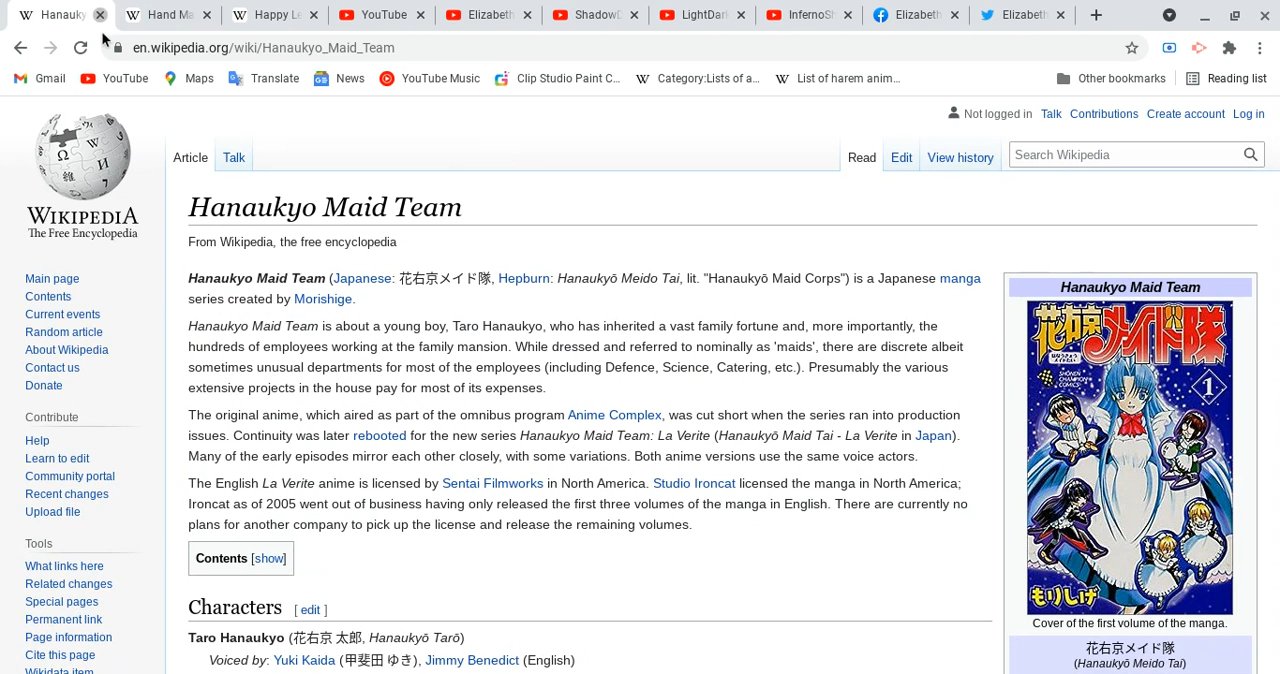 Hanauky
Hand Ma
Happy Le
YouTube
Elizabeth
ShadowD
LightDark
InfernoSh
Elizabeth
Elizabeth
en.wikipedia.org/wiki/Hanaukyo_Maid_Team
Gmail
YouTube
Maps
Translate
News
YouTube Music
Clip Studio Paint C...
Category:Lists of a...
List of harem anim...
Other bookmarks
Reading list
Not logged in Talk Contributions Create account Log in
Article Talk
Read Edit View history
Search Wikipedia
WIKIPEDIA
The Free Encyclopedia
Main page
Contents
Current events
Random article
About Wikipedia
Contact us
Donate
Contribute
Help
Learn to edit
Community portal
Recent changes
Upload file
Tools
What links here
Related changes
Special pages
Permanent link
Page information
Cite this page
Wikidata item
Hanaukyo Maid Team
From Wikipedia, the free encyclopedia
Hanaukyo Maid Team (Japanese: 花右京メイド隊, Hepburn: Hanaukyō Meido Tai, lit. "Hanaukyō Maid Corps") is a Japanese manga
series created by Morishige.
Hanaukyo Maid Team is about a young boy, Taro Hanaukyo, who has inherited a vast family fortune and, more importantly, the
hundreds of employees working at the family mansion. While dressed and referred to nominally as 'maids', there are discrete albeit
sometimes unusual departments for most of the employees (including Defence, Science, Catering, etc.). Presumably the various
extensive projects in the house pay for most of its expenses.
The original anime, which aired as part of the omnibus program Anime Complex, was cut short when the series ran into production
issues. Continuity was later rebooted for the new series Hanaukyo Maid Team: La Verite (Hanaukyō Maid Tai - La Verite in Japan).
Many of the early episodes mirror each other closely, with some variations. Both anime versions use the same voice actors.
The English La Verite anime is licensed by Sentai Filmworks in North America. Studio Ironcat licensed the manga in North America;
Ironcat as of 2005 went out of business having only released the first three volumes of the manga in English. There are currently no
plans for another company to pick up the license and release the remaining volumes.
Contents [show]
Characters [ edit ]
Taro Hanaukyo (花右京 太郎, Hanaukyō Tarō)
Voiced by: Yuki Kaida (甲斐田 ゆき), Jimmy Benedict (English)
Hanaukyo Maid Team
花右京メイド隊
SHŌNEN
CHAMPION
COMICS
1
もりしげ
Cover of the first volume of the manga.
花右京メイド隊
(Hanaukyō Meido Tai)